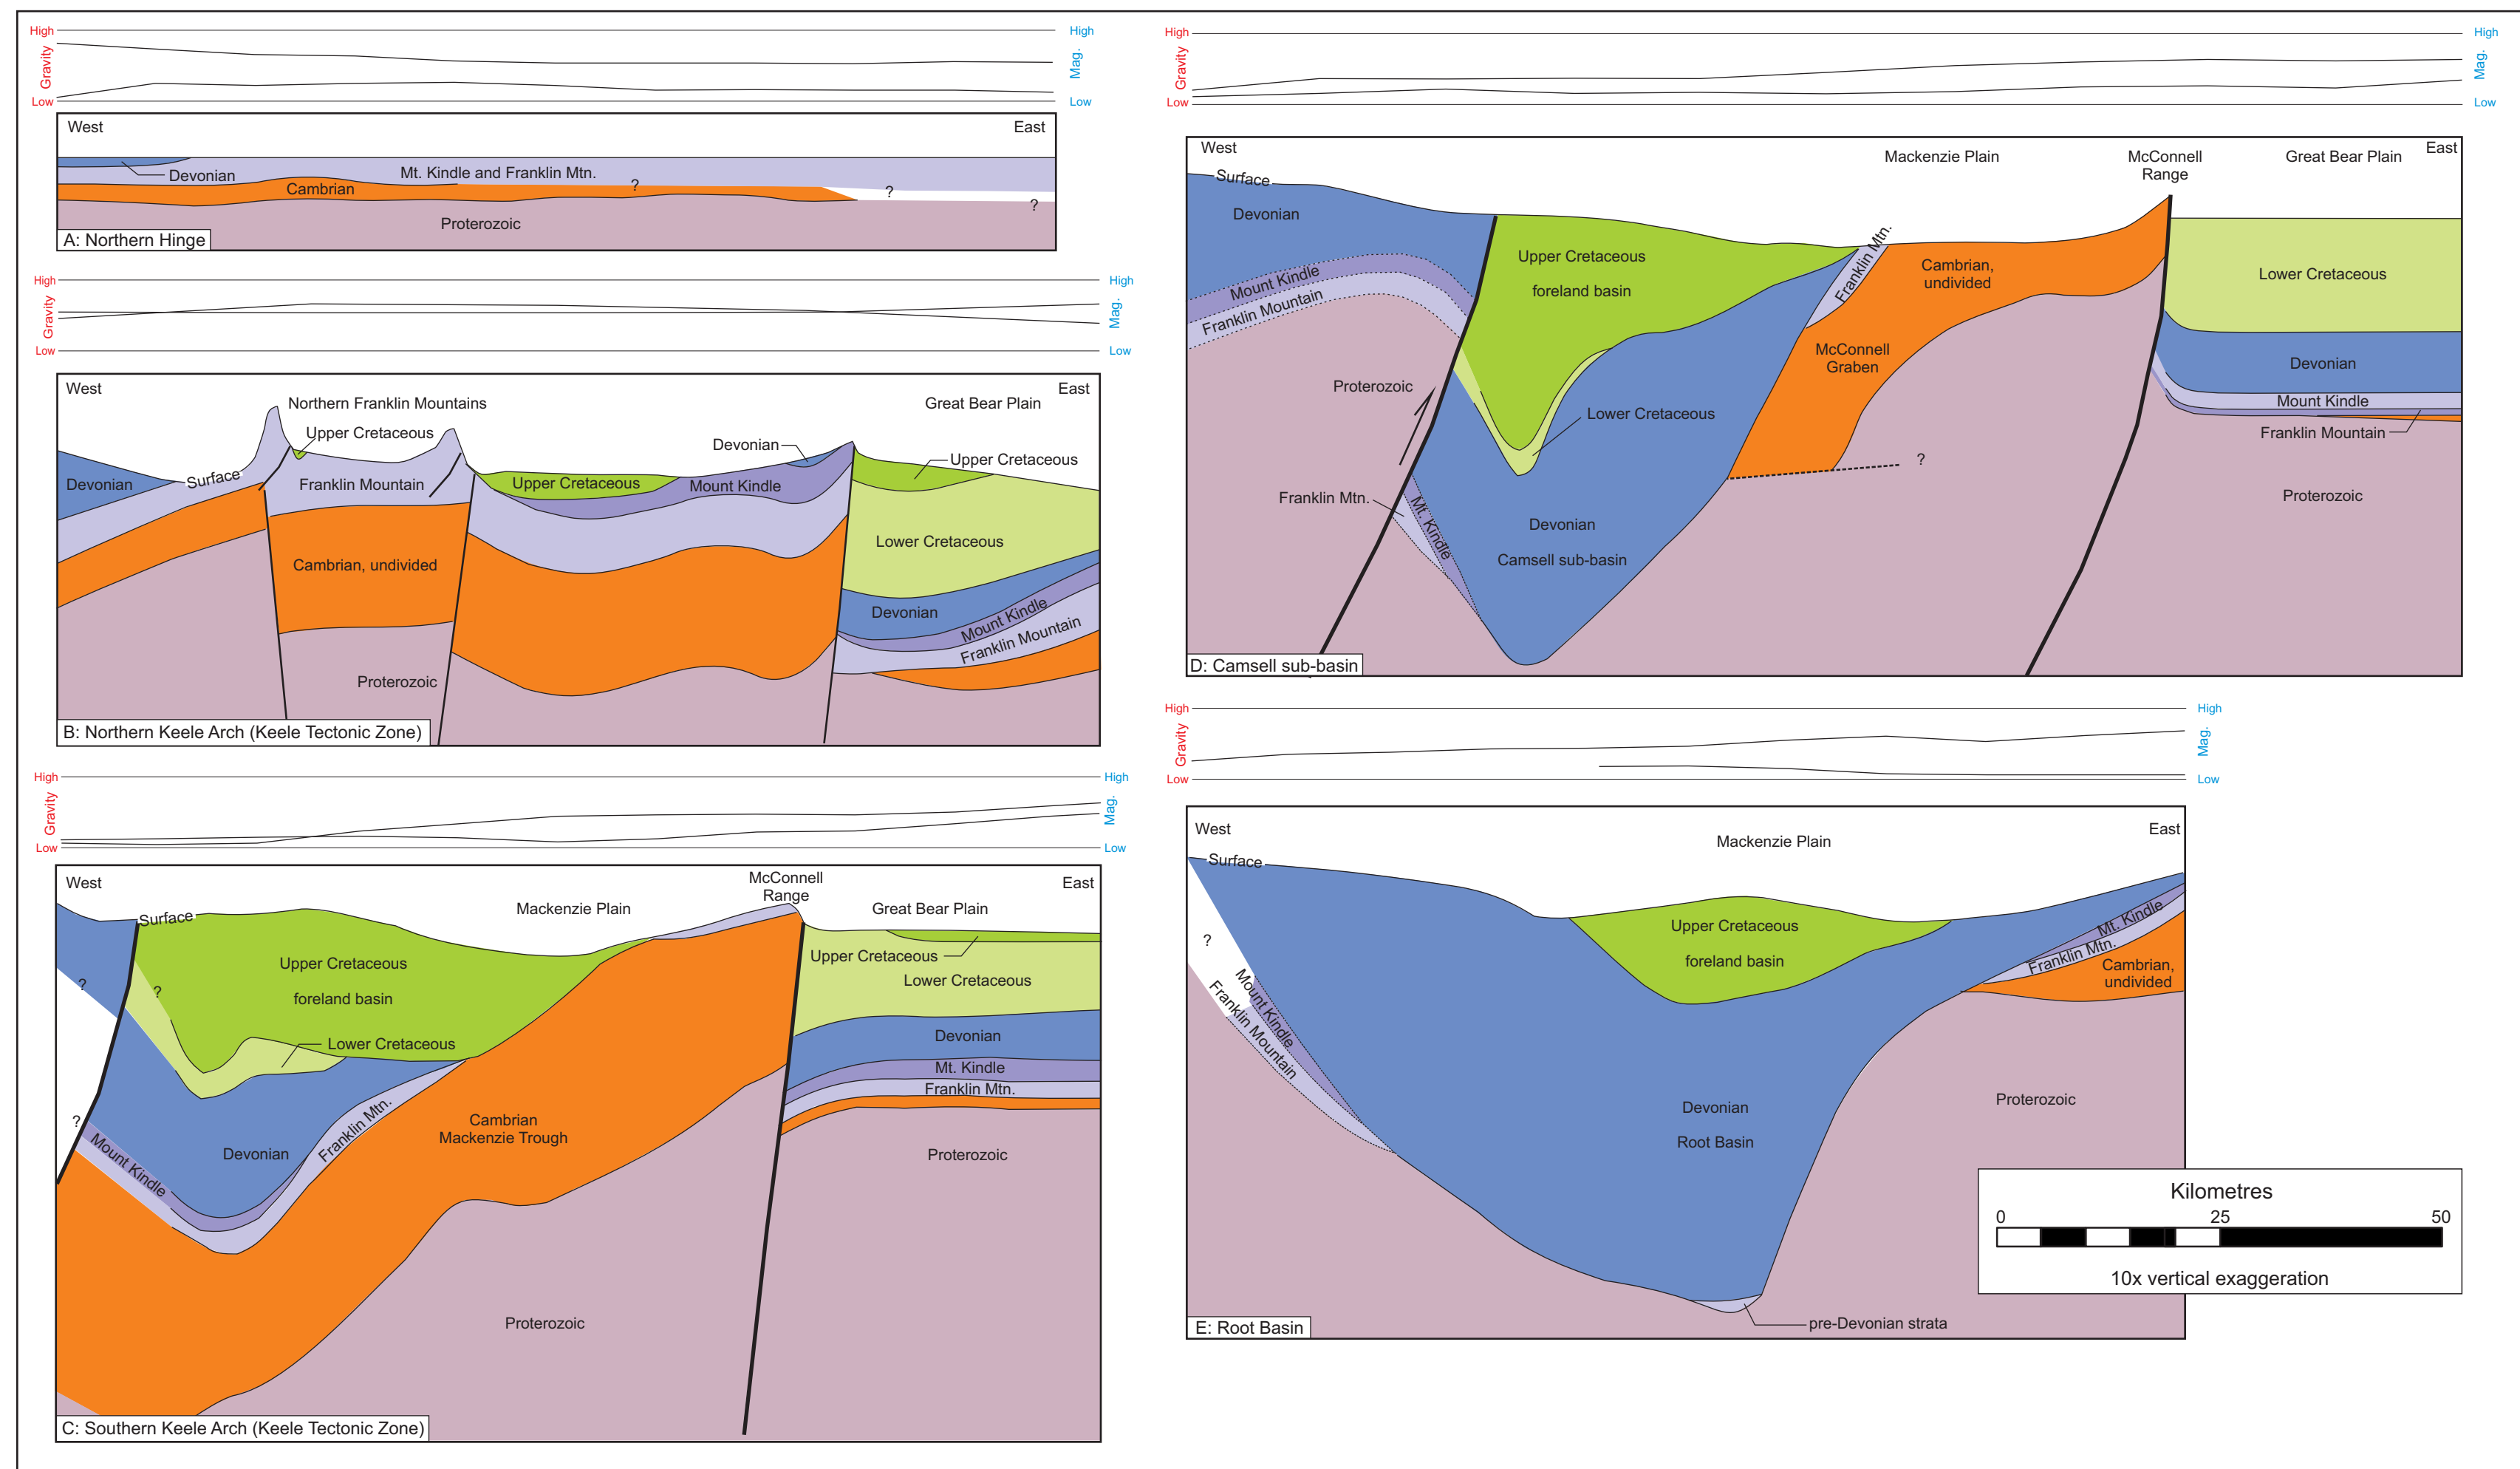 High
High
Gravity
Mag.
Low
Low
West
East
Devonian
Mt. Kindle and Franklin Mtn.
Cambrian
?
?
?
Proterozoic
A: Northern Hinge
High
High
Gravity
Mag.
Low
Low
West
East
Northern Franklin Mountains
Great Bear Plain
Upper Cretaceous
Devonian
Upper Cretaceous
Devonian
Surface
Franklin Mountain
Upper Cretaceous
Mount Kindle
Lower Cretaceous
Cambrian, undivided
Devonian
Mount Kindle
Franklin Mountain
Proterozoic
B: Northern Keele Arch (Keele Tectonic Zone)
High
High
Gravity
Mag.
Low
Low
West
McConnell
Range
East
Surface
Mackenzie Plain
Great Bear Plain
Upper Cretaceous
foreland basin
Upper Cretaceous
Lower Cretaceous
?
?
Lower Cretaceous
Devonian
Mt. Kindle
Franklin Mtn.
?
Mount Kindle
Devonian
Franklin Mtn.
Cambrian
Mackenzie Trough
Proterozoic
Proterozoic
C: Southern Keele Arch (Keele Tectonic Zone)
High
High
Gravity
Mag.
Low
Low
West
East
Mackenzie Plain
McConnell
Range
Great Bear Plain
Surface
Devonian
Upper Cretaceous
foreland basin
Franklin Mtn.
Cambrian,
undivided
Lower Cretaceous
Mount Kindle
Franklin Mountain
McConnell
Graben
Devonian
Proterozoic
Lower Cretaceous
Mount Kindle
Franklin Mountain
?
Franklin Mtn.
Mt. Kindle
Proterozoic
Devonian
Camsell sub-basin
D: Camsell sub-basin
High
High
Gravity
Mag.
Low
Low
West
East
Mackenzie Plain
Surface
Upper Cretaceous
foreland basin
?
Mt. Kindle
Franklin Mtn.
Cambrian,
undivided
Mount Kindle
Franklin Mountain
Devonian
Root Basin
Proterozoic
pre-Devonian strata
E: Root Basin
Kilometres
0 25 50
10x vertical exaggeration